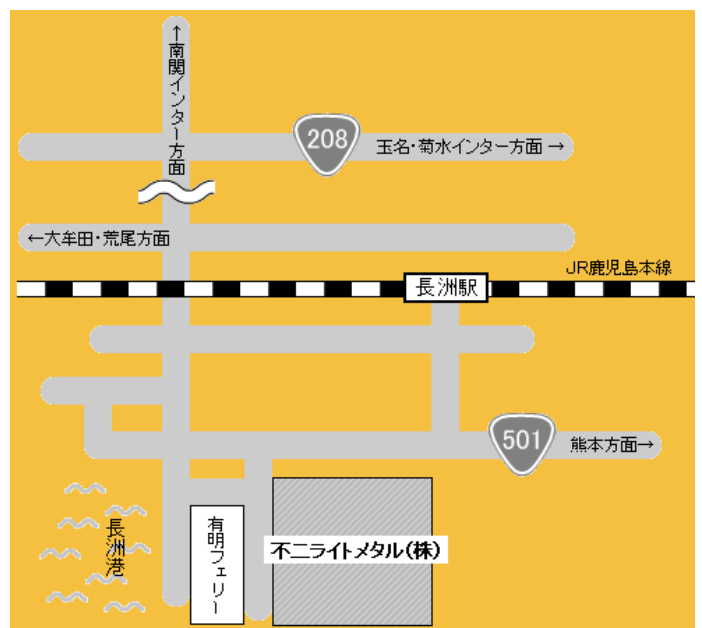 ↑南関インター方面
208
玉名・菊水インター方面→
←大牟田・荒尾方面
JR鹿児島本線
長洲駅
501
熊本方面→
長洲港
有明フェリー
不二ライトメタル(株)